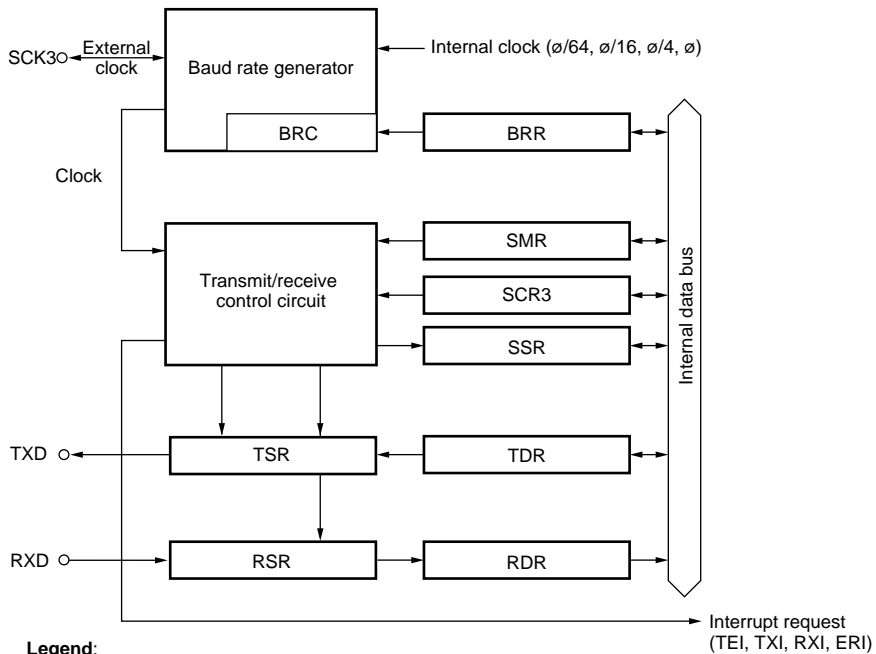 SCK3
External
clock
Baud rate generator
Internal clock (ø/64, ø/16, ø/4, ø)
BRC
BRR
Clock
Transmit/receive
control circuit
SMR
SCR3
SSR
Internal data bus
TXD
TSR
TDR
RXD
RSR
RDR
Interrupt request
(TEI, TXI, RXI, ERI)
Legend: